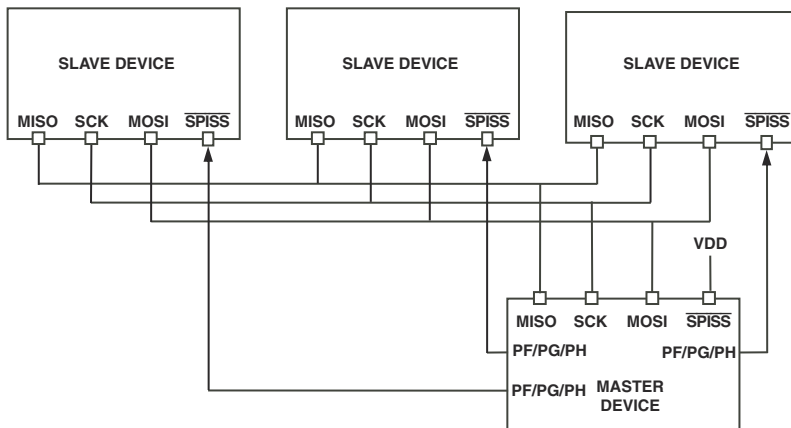 SLAVE DEVICE
MISO SCK MOSI SPISS
SLAVE DEVICE
MISO SCK MOSI SPISS
SLAVE DEVICE
MISO SCK MOSI SPISS
VDD
MISO SCK MOSI SPISS
PF/PG/PH PF/PG/PH
PF/PG/PH MASTER
DEVICE